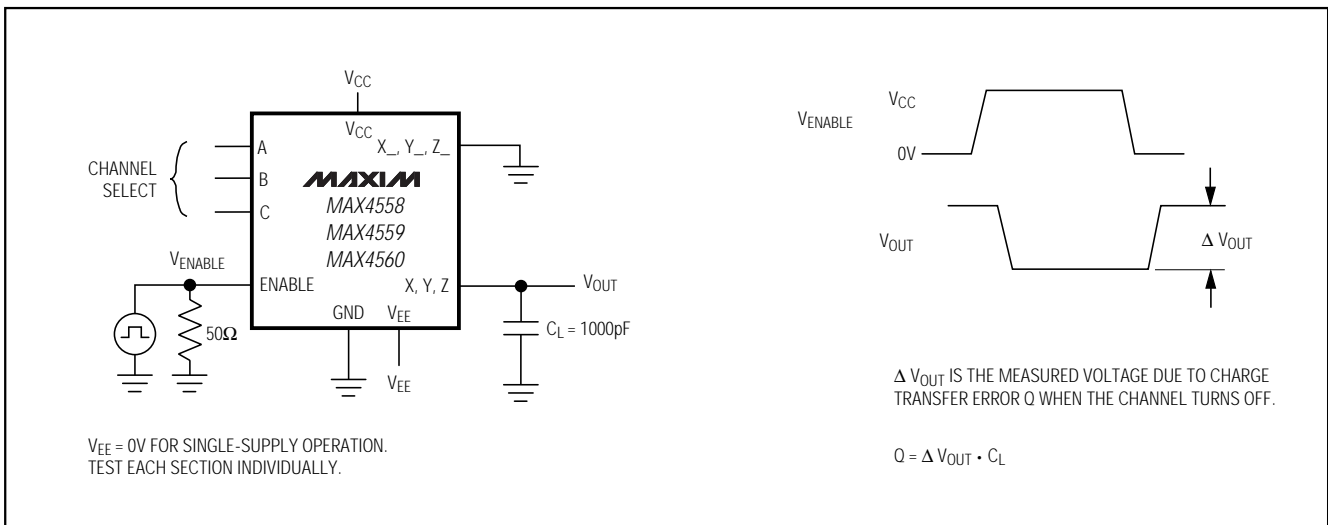 VCC
VCC
X_, Y_, Z_
CHANNEL
SELECT
A
B
C
MAXIM
MAX4558
MAX4559
MAX4560
VENABLE
ENABLE
X, Y, Z
VOUT
50Ω
GND
VEE
CL = 1000pF
VEE
VEE = 0V FOR SINGLE-SUPPLY OPERATION.
TEST EACH SECTION INDIVIDUALLY.
VCC
VENABLE
0V
VOUT
Δ VOUT
Δ VOUT IS THE MEASURED VOLTAGE DUE TO CHARGE
TRANSFER ERROR Q WHEN THE CHANNEL TURNS OFF.
Q = Δ VOUT • CL